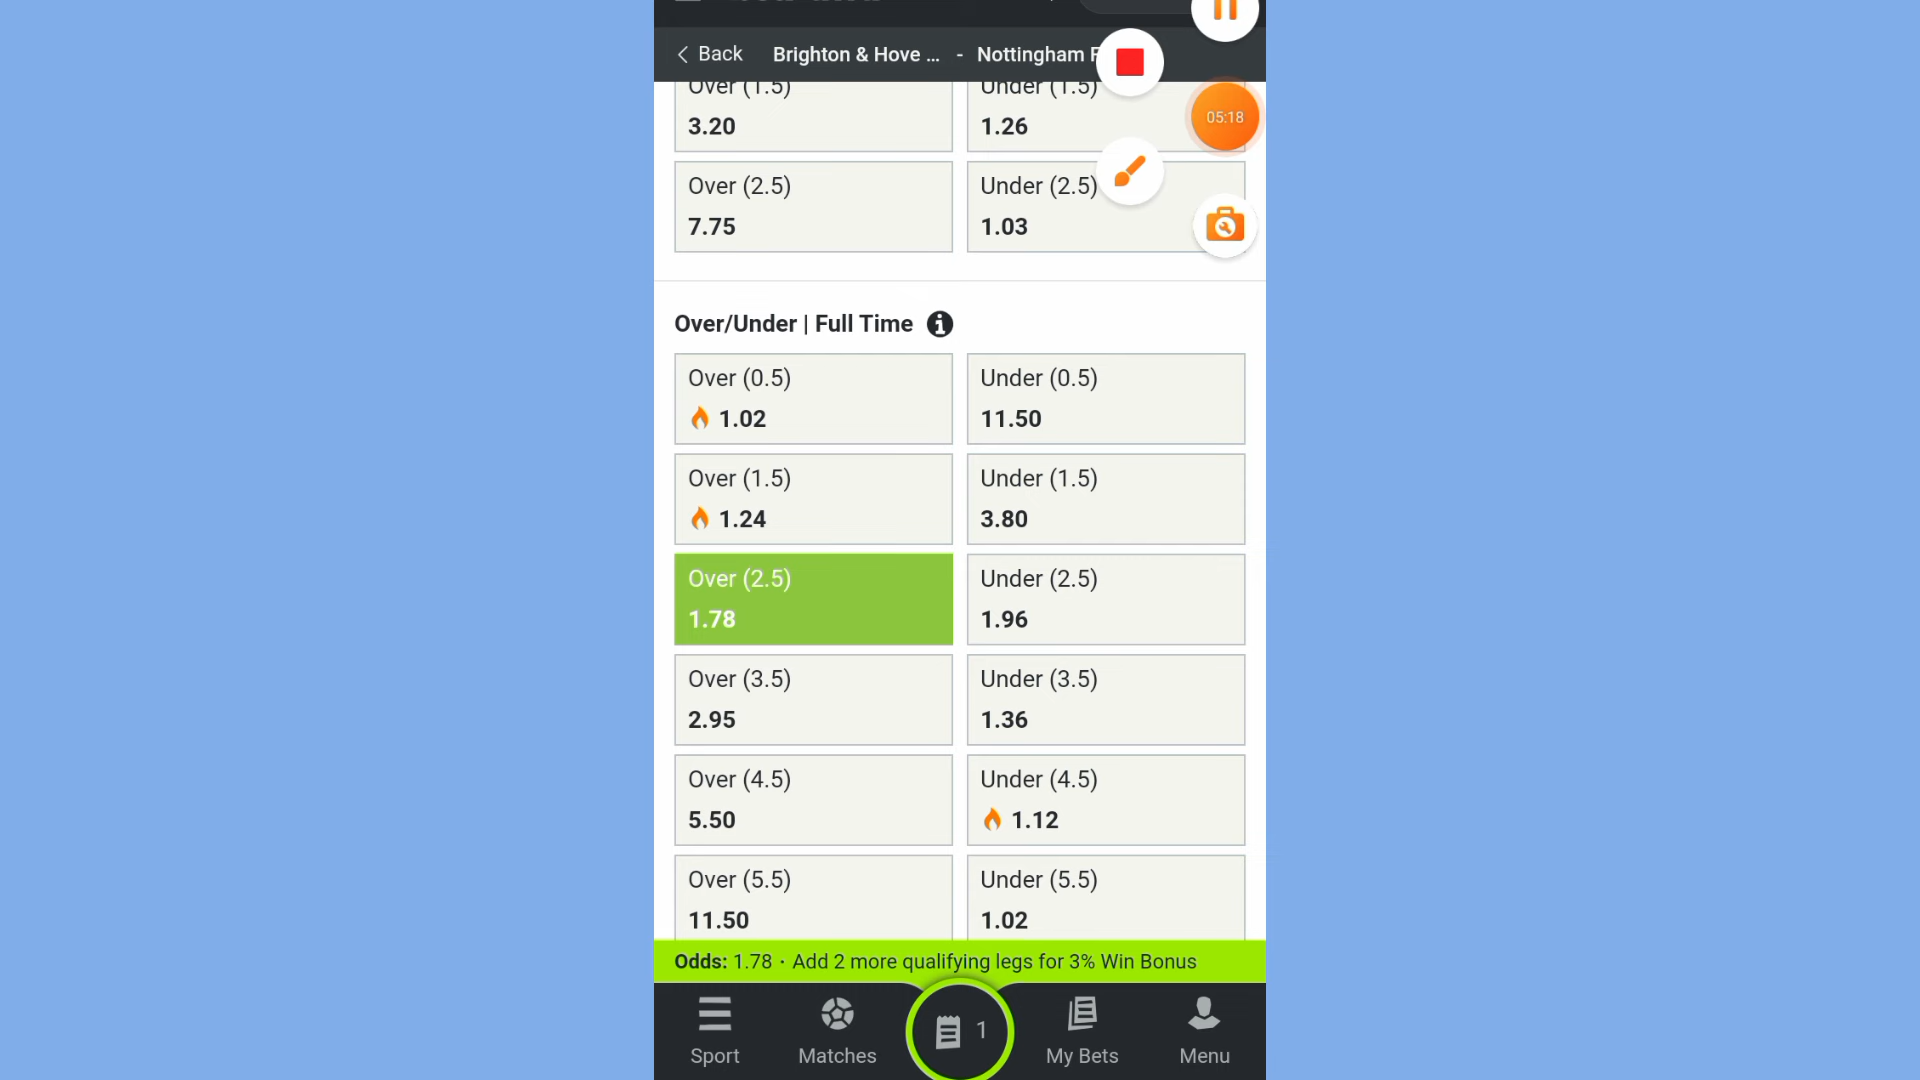 Back Brighton & Hove ... - Nottingham F
Over (1.5) Under (1.5)
3.20 1.26
05:18
Over (2.5) Under (2.5)
7.75 1.03
Over/Under | Full Time
Over (0.5) Under (0.5)
1.02 11.50
Over (1.5) Under (1.5)
1.24 3.80
Over (2.5) Under (2.5)
1.78 1.96
Over (3.5) Under (3.5)
2.95 1.36
Over (4.5) Under (4.5)
5.50 1.12
Over (5.5) Under (5.5)
11.50 1.02
Odds: 1.78 · Add 2 more qualifying legs for 3% Win Bonus
1
Sport Matches My Bets Menu